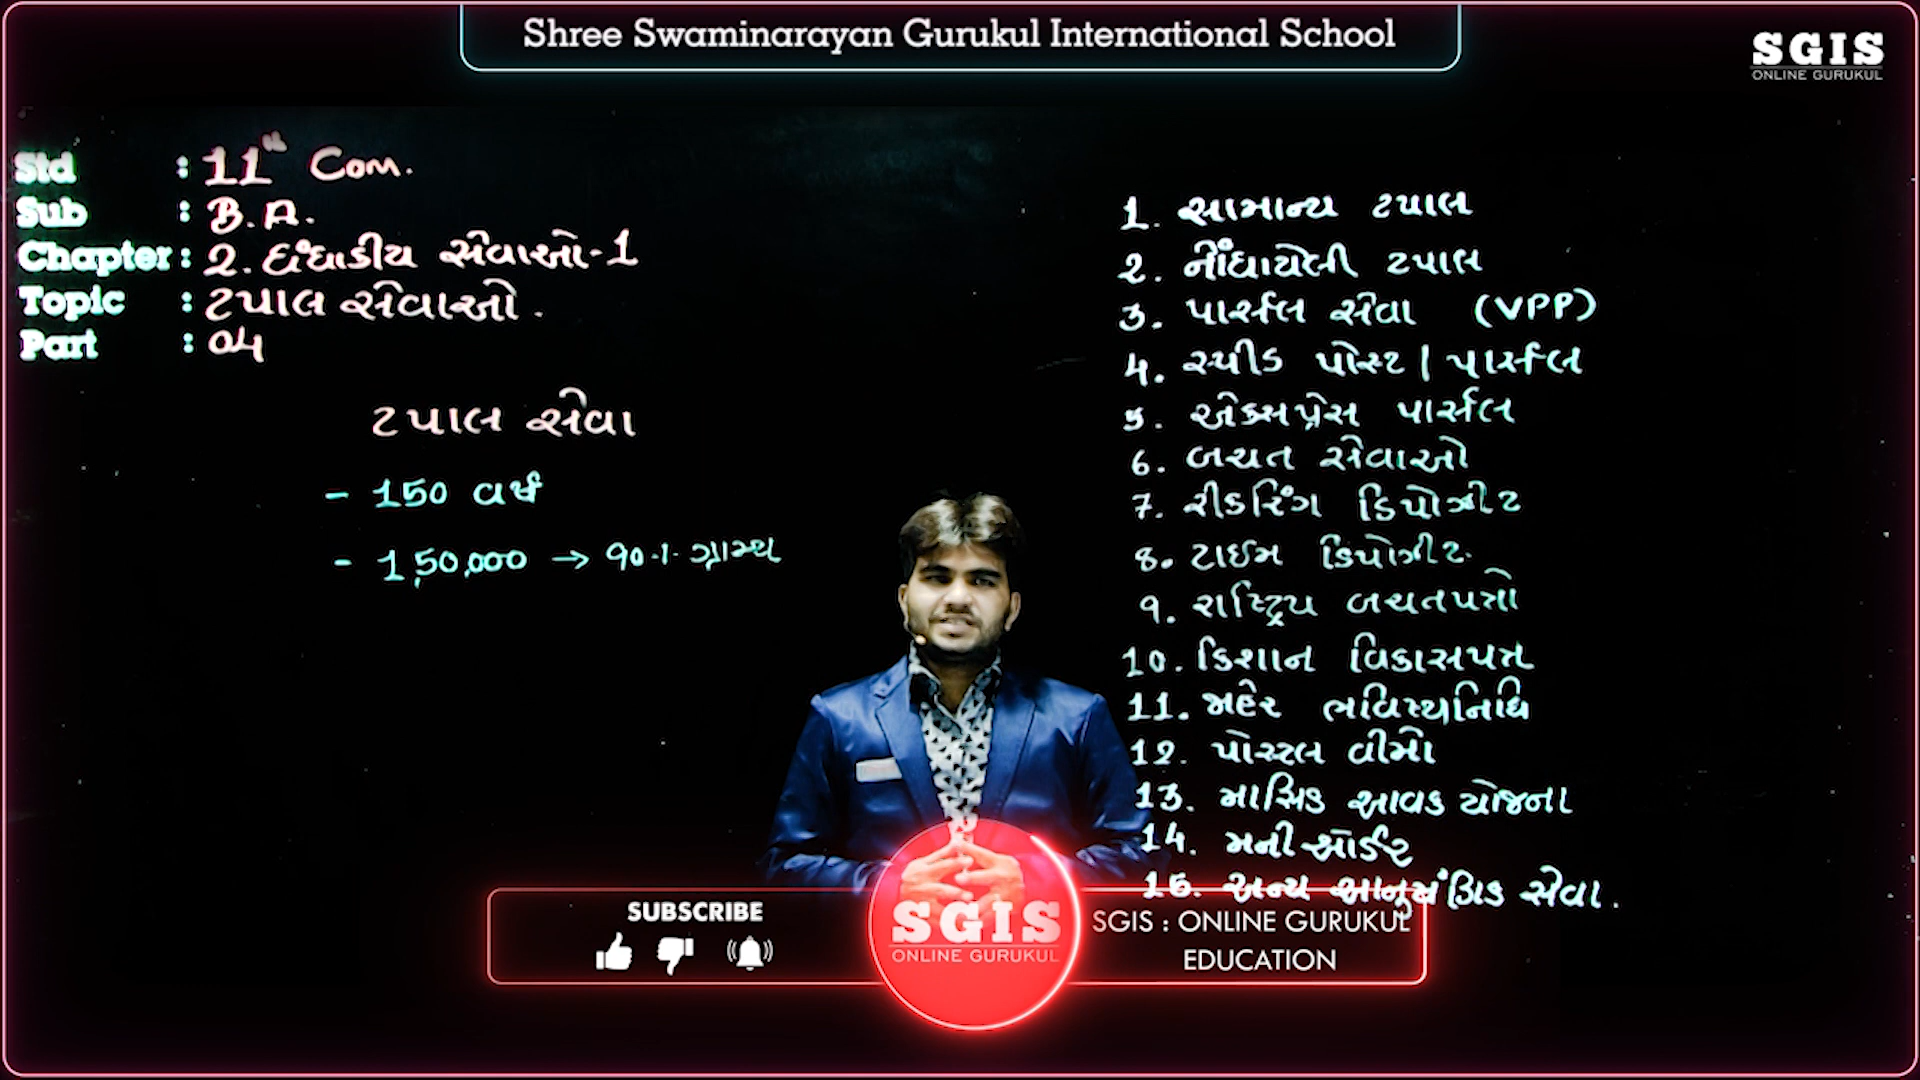 Shree Swaminarayan Gurukul International School
SGIS
ONLINE GURUKUL
Std : 11th Com.
Sub : B.A.
Chapter : 2. ધંધાકીય સેવાઓ-1
Topic : ટપાલ સેવાઓ.
Part : 04
ટપાલ સેવા
- 150 વર્ષ
- 1,50,000 → 90% ગ્રામ્ય
1. સામાન્ય ટપાલ
2. નોંધાયેલી ટપાલ
3. પાર્સલ સેવા (VPP)
4. સ્પીડ પોસ્ટ | પાર્સલ
5. એક્સપ્રેસ પાર્સલ
6. બચત સેવાઓ
7. રીકરિંગ ડિપોઝીટ
8. ટાઈમ ડિપોઝીટ
9. રાષ્ટ્રિય બચતપત્રો
10. કિશાન વિકાસપત્ર
11. જાહેર ભવિષ્યનિધિ
12. પોસ્ટલ વીમો
13. માસિક આવક યોજના
14. મની ઑર્ડર
15. અન્ય આનુષંગિક સેવા.
SUBSCRIBE
SGIS
ONLINE GURUKUL
SGIS : ONLINE GURUKUL
EDUCATION